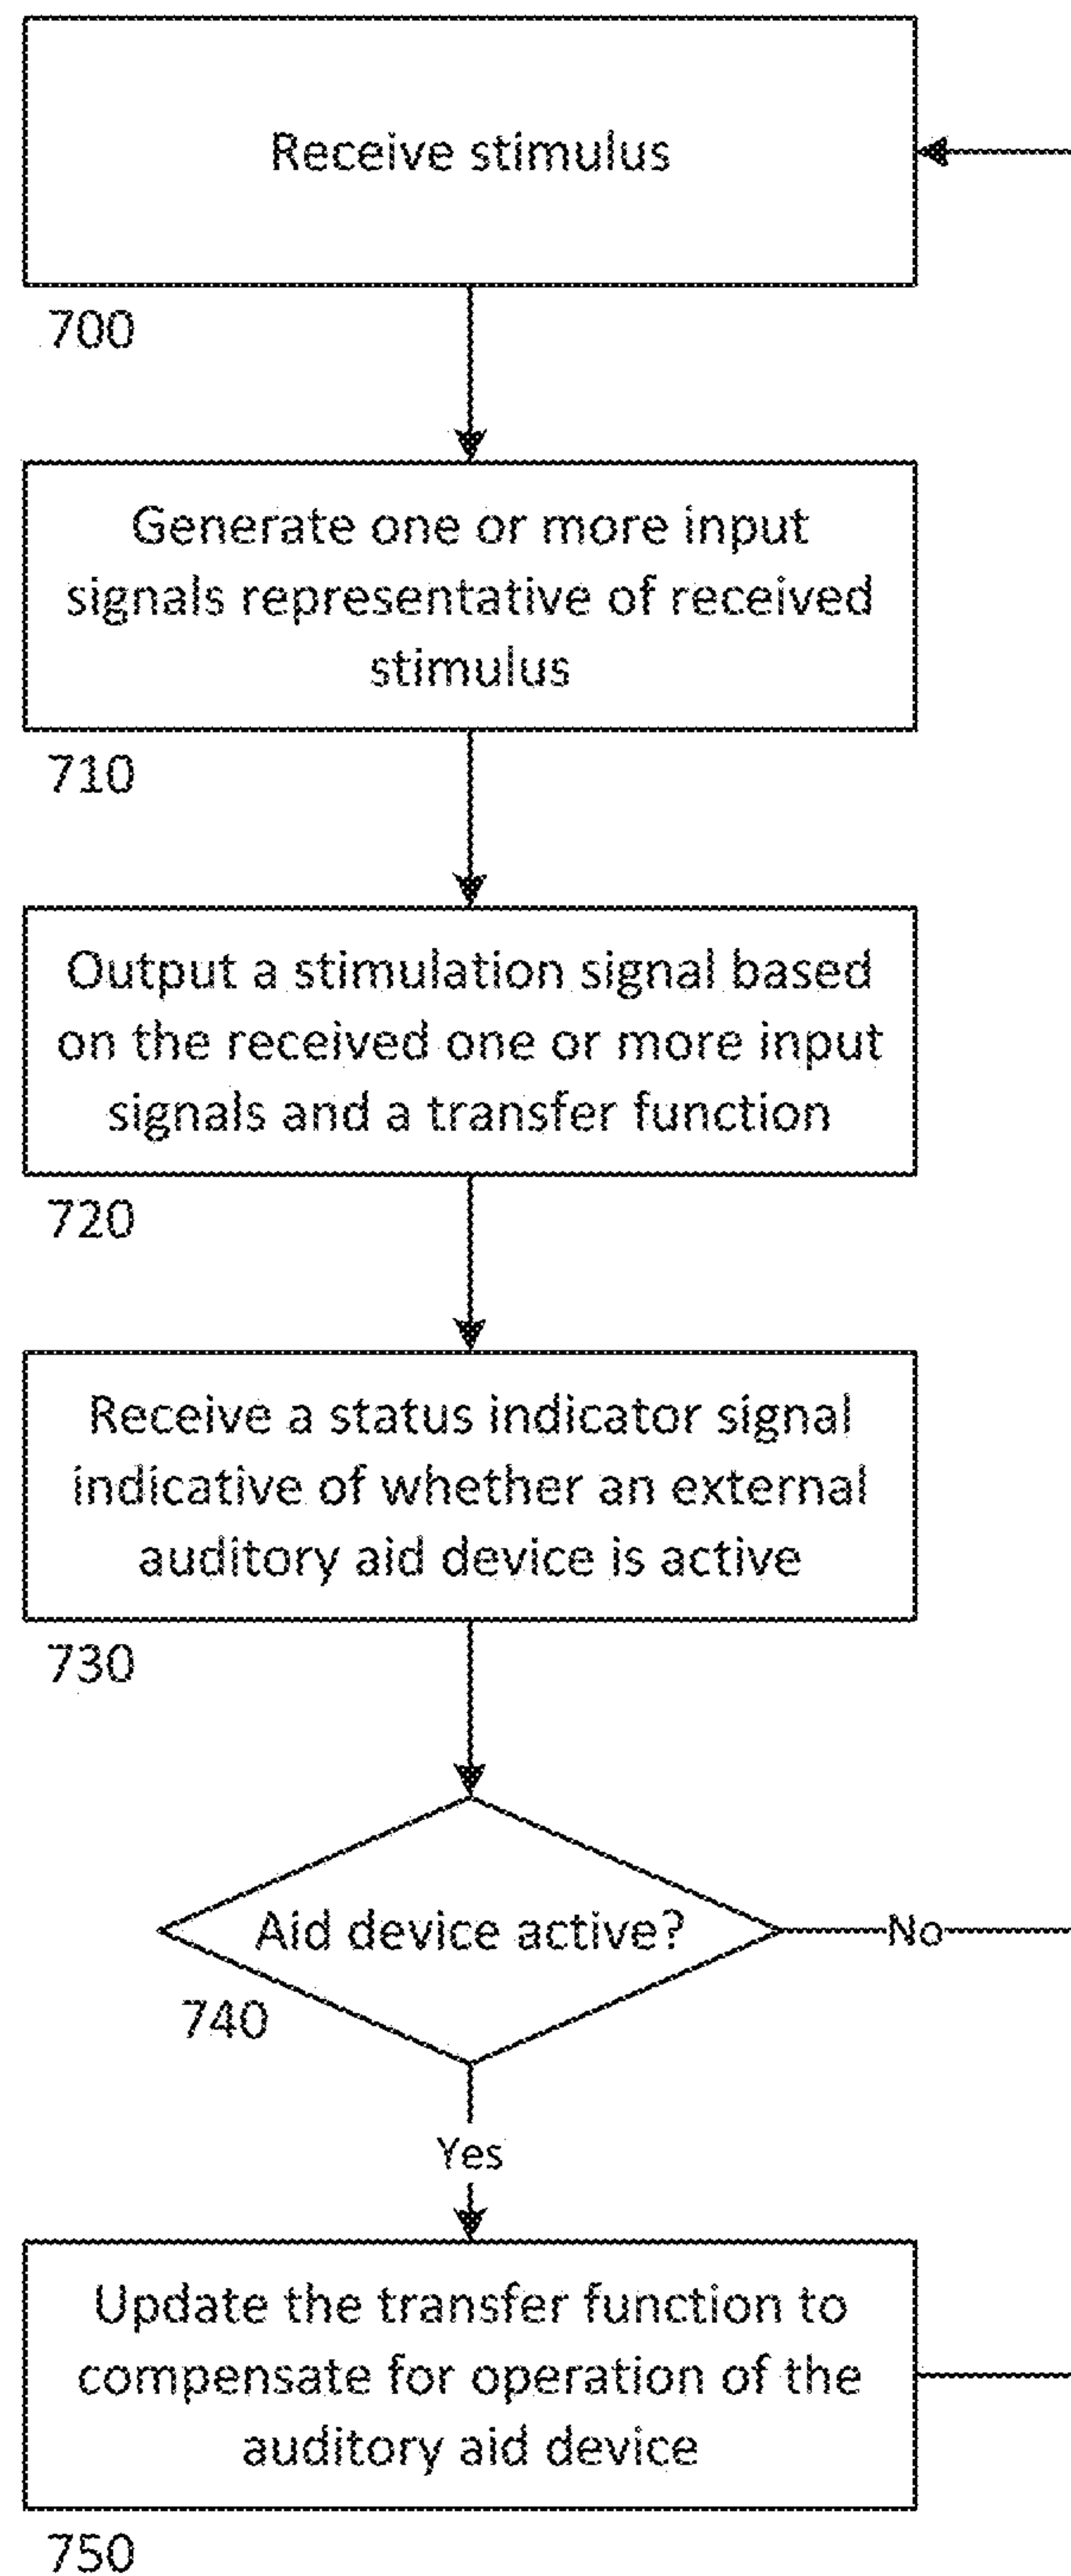 Receive stimulus
700
Generate one or more input
signals representative of received
stimulus
710
Output a stimulation signal based
on the received one or more input
signals and a transfer function
720
Receive a status indicator signal
indicative of whether an external
auditory aid device is active
730
Aid device active?
No
740
Yes
Update the transfer function to
compensate for operation of the
auditory aid device
750